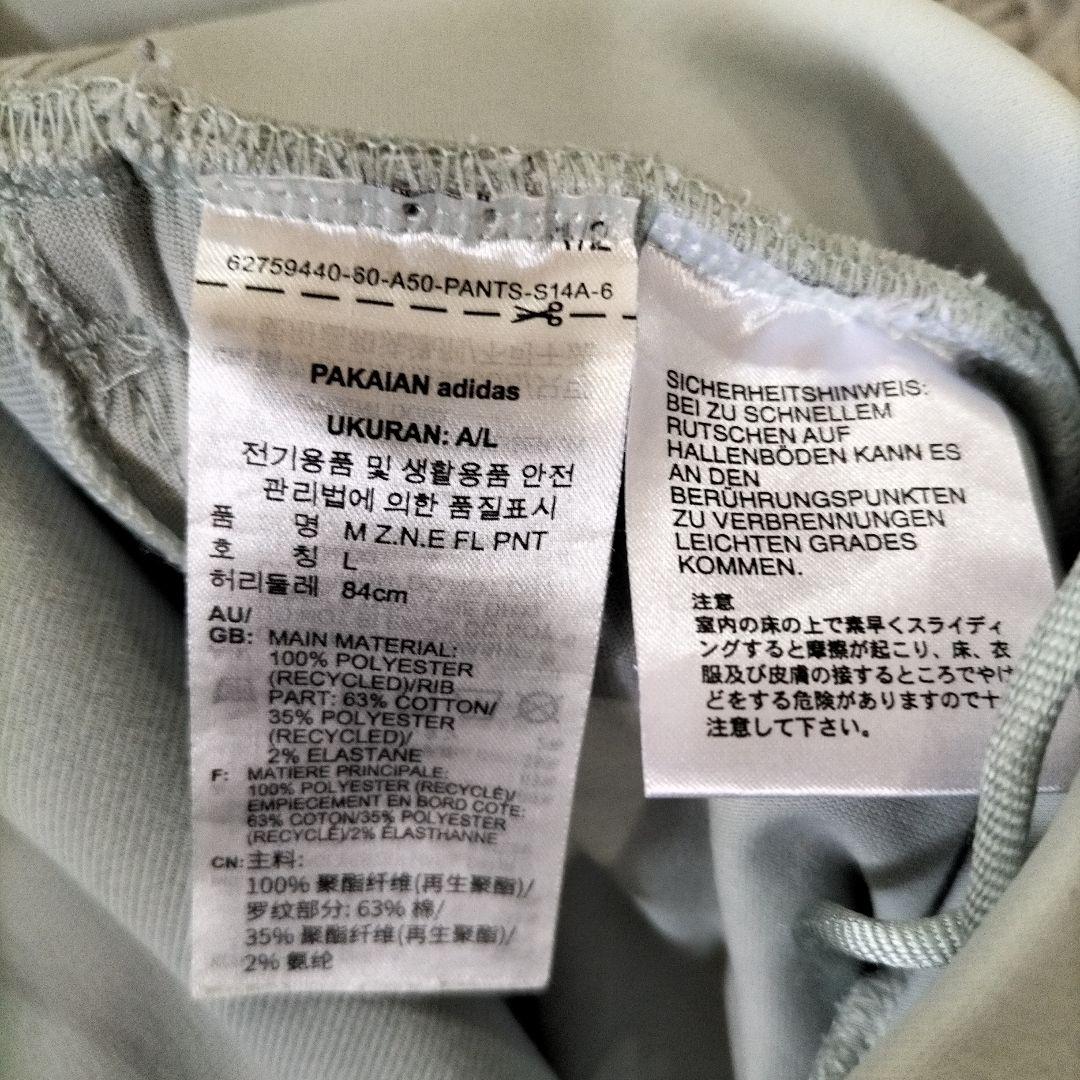 62759440-60-A50-PANTS-S14A-6
PAKAIAN adidas
UKURAN: A/L
전기용품 및 생활용품 안전
관리법에 의한 품질표시
품 명 M Z.N.E FL PNT
호 칭 L
허리둘레 84cm
AU/
GB: MAIN MATERIAL:
100% POLYESTER
(RECYCLED)/RIB
PART: 63% COTTON/
35% POLYESTER
(RECYCLED)/
2% ELASTANE
F: MATIERE PRINCIPALE:
100% POLYESTER (RECYCLÉ)/
EMPIECEMENT EN BORD COTE:
63% COTON/35% POLYESTER
(RECYCLÉ)/2% ÉLASTHANNE
CN: 主料:
100% 聚酯纤维(再生聚酯)/
罗纹部分: 63% 棉/
35% 聚酯纤维(再生聚酯)/
2% 氨纶
SICHERHEITSHINWEIS:
BEI ZU SCHNELLEM
RUTSCHEN AUF
HALLENBÖDEN KANN ES
AN DEN
BERÜHRUNGSPUNKTEN
ZU VERBRENNUNGEN
LEICHTEN GRADES
KOMMEN.
注意
室内の床の上で素早くスライディ
ングすると摩擦が起こり、床、衣
服及び皮膚の接するところでやけ
どをする危険がありますので十
注意して下さい。